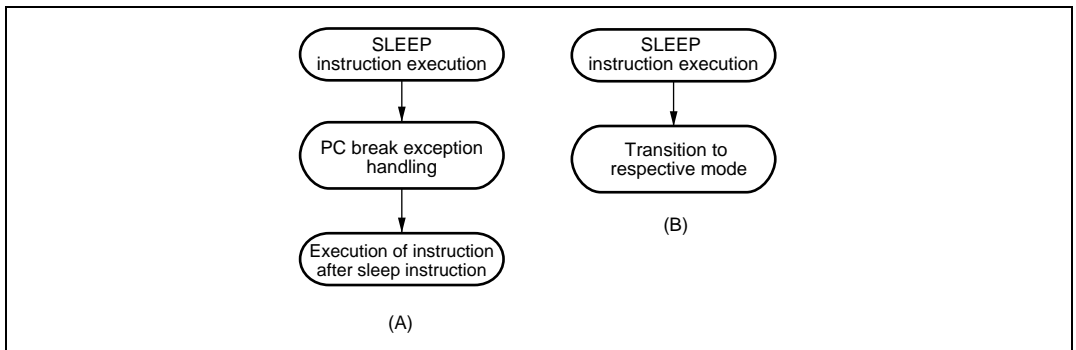 SLEEP
instruction execution
PC break exception
handling
Execution of instruction
after sleep instruction
(A)
SLEEP
instruction execution
Transition to
respective mode
(B)